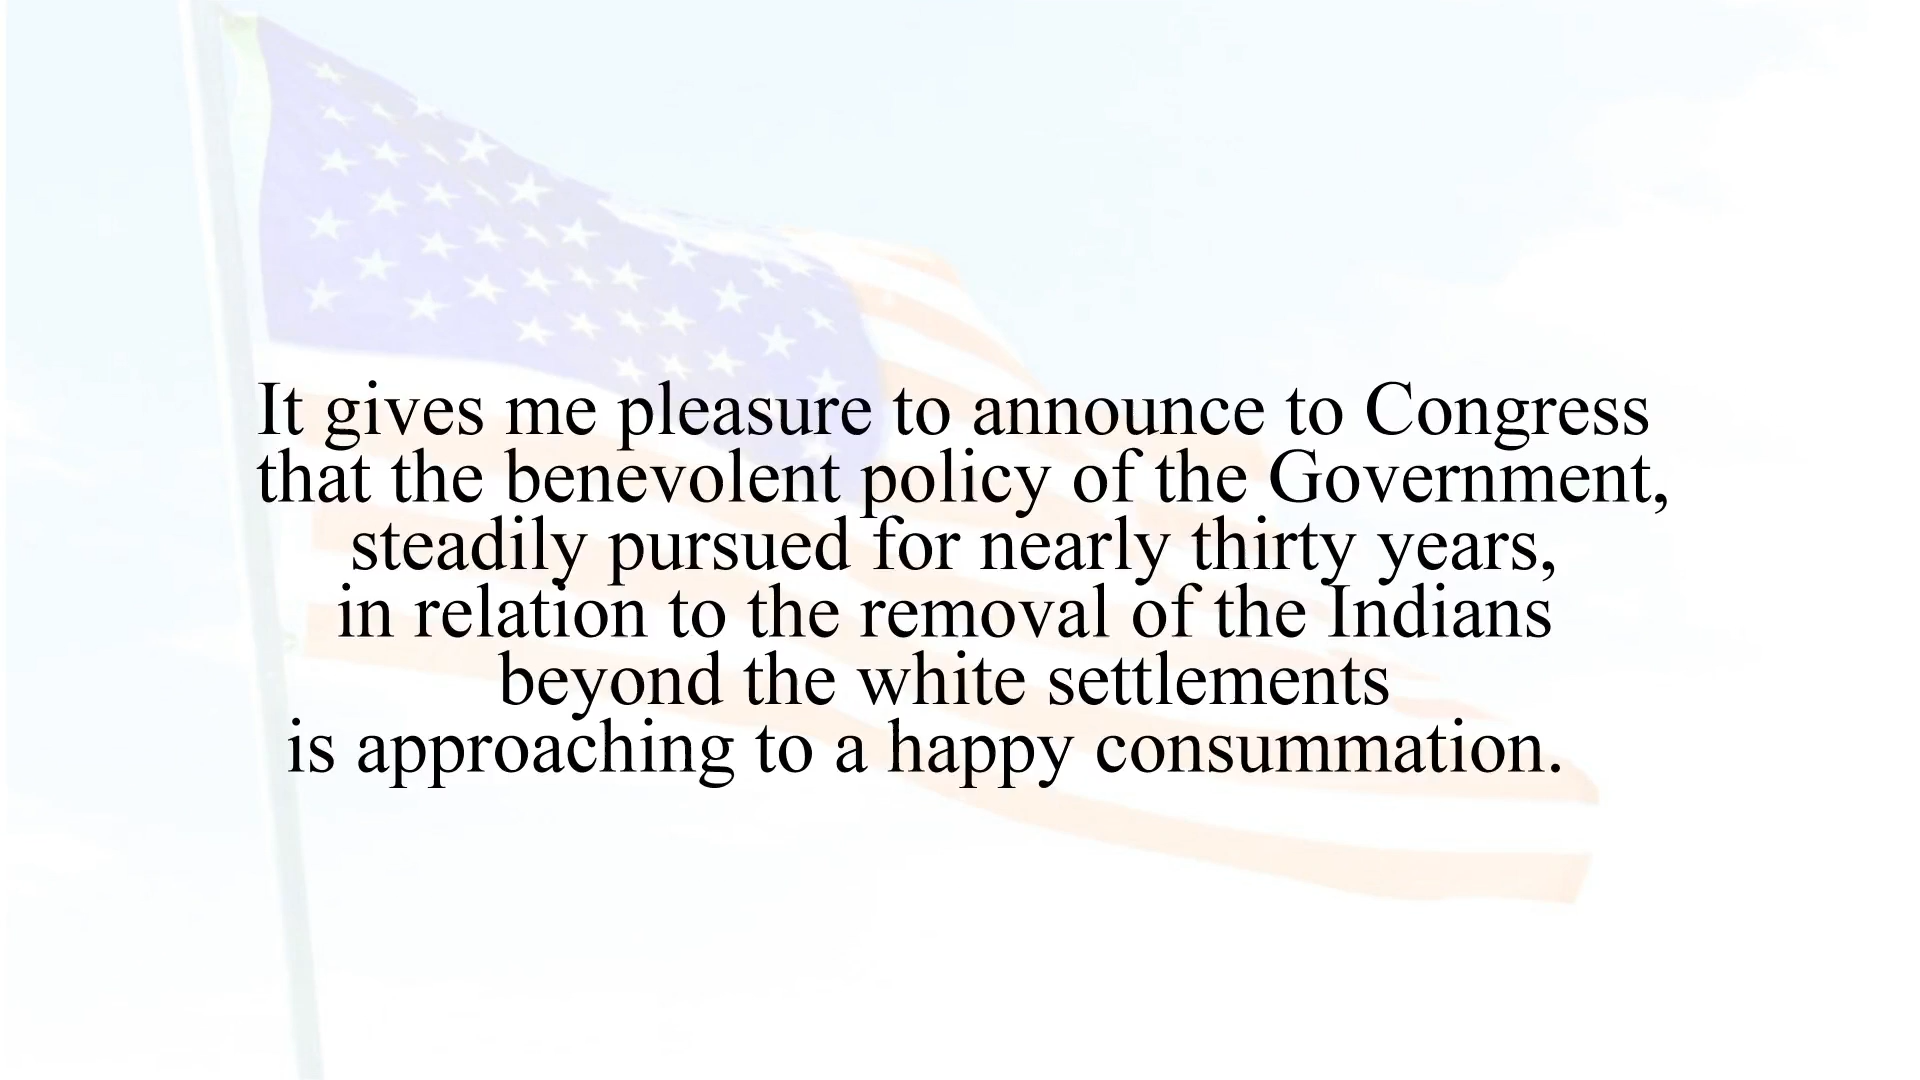 It gives me pleasure to announce to Congress
that the benevolent policy of the Government,
steadily pursued for nearly thirty years,
in relation to the removal of the Indians
beyond the white settlements
is approaching to a happy consummation.